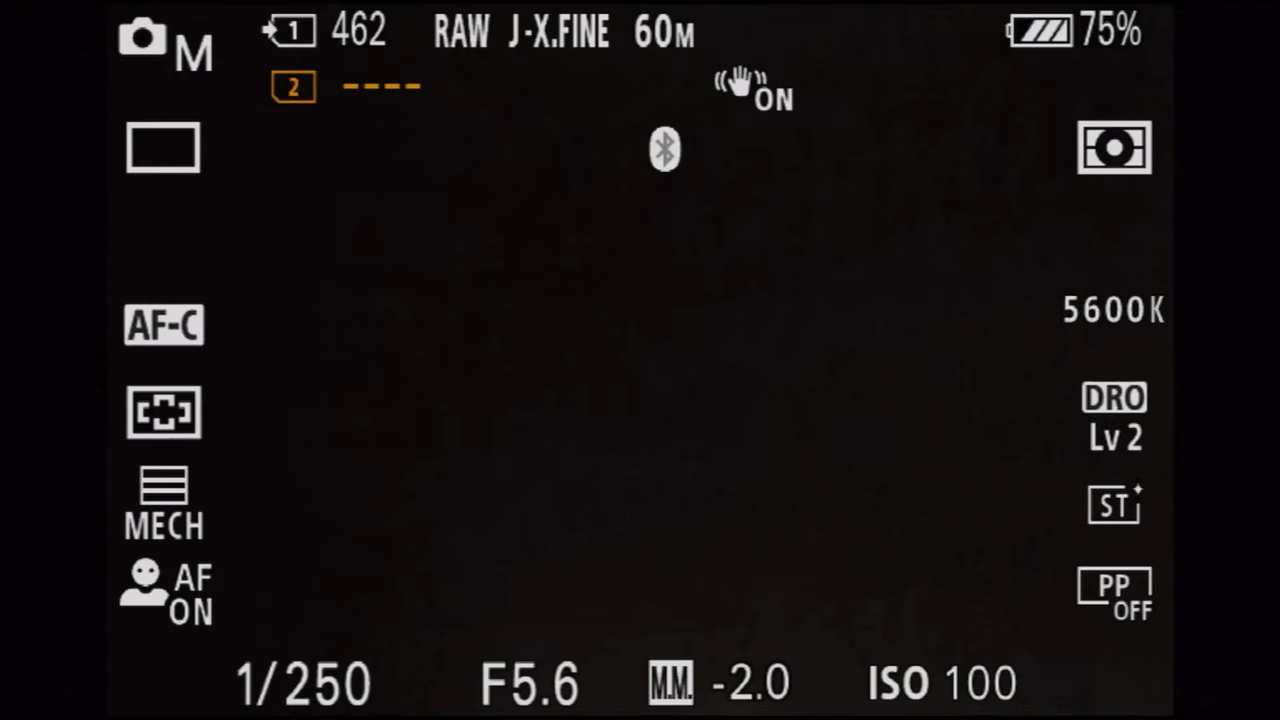 M 1 462 RAW J-X.FINE 60M 75%
2 ---- ON
AF-C
5600K
DRO
Lv 2
MECH
ST
AF
ON
PP
OFF
1/250 F5.6 M.M. -2.0 ISO 100